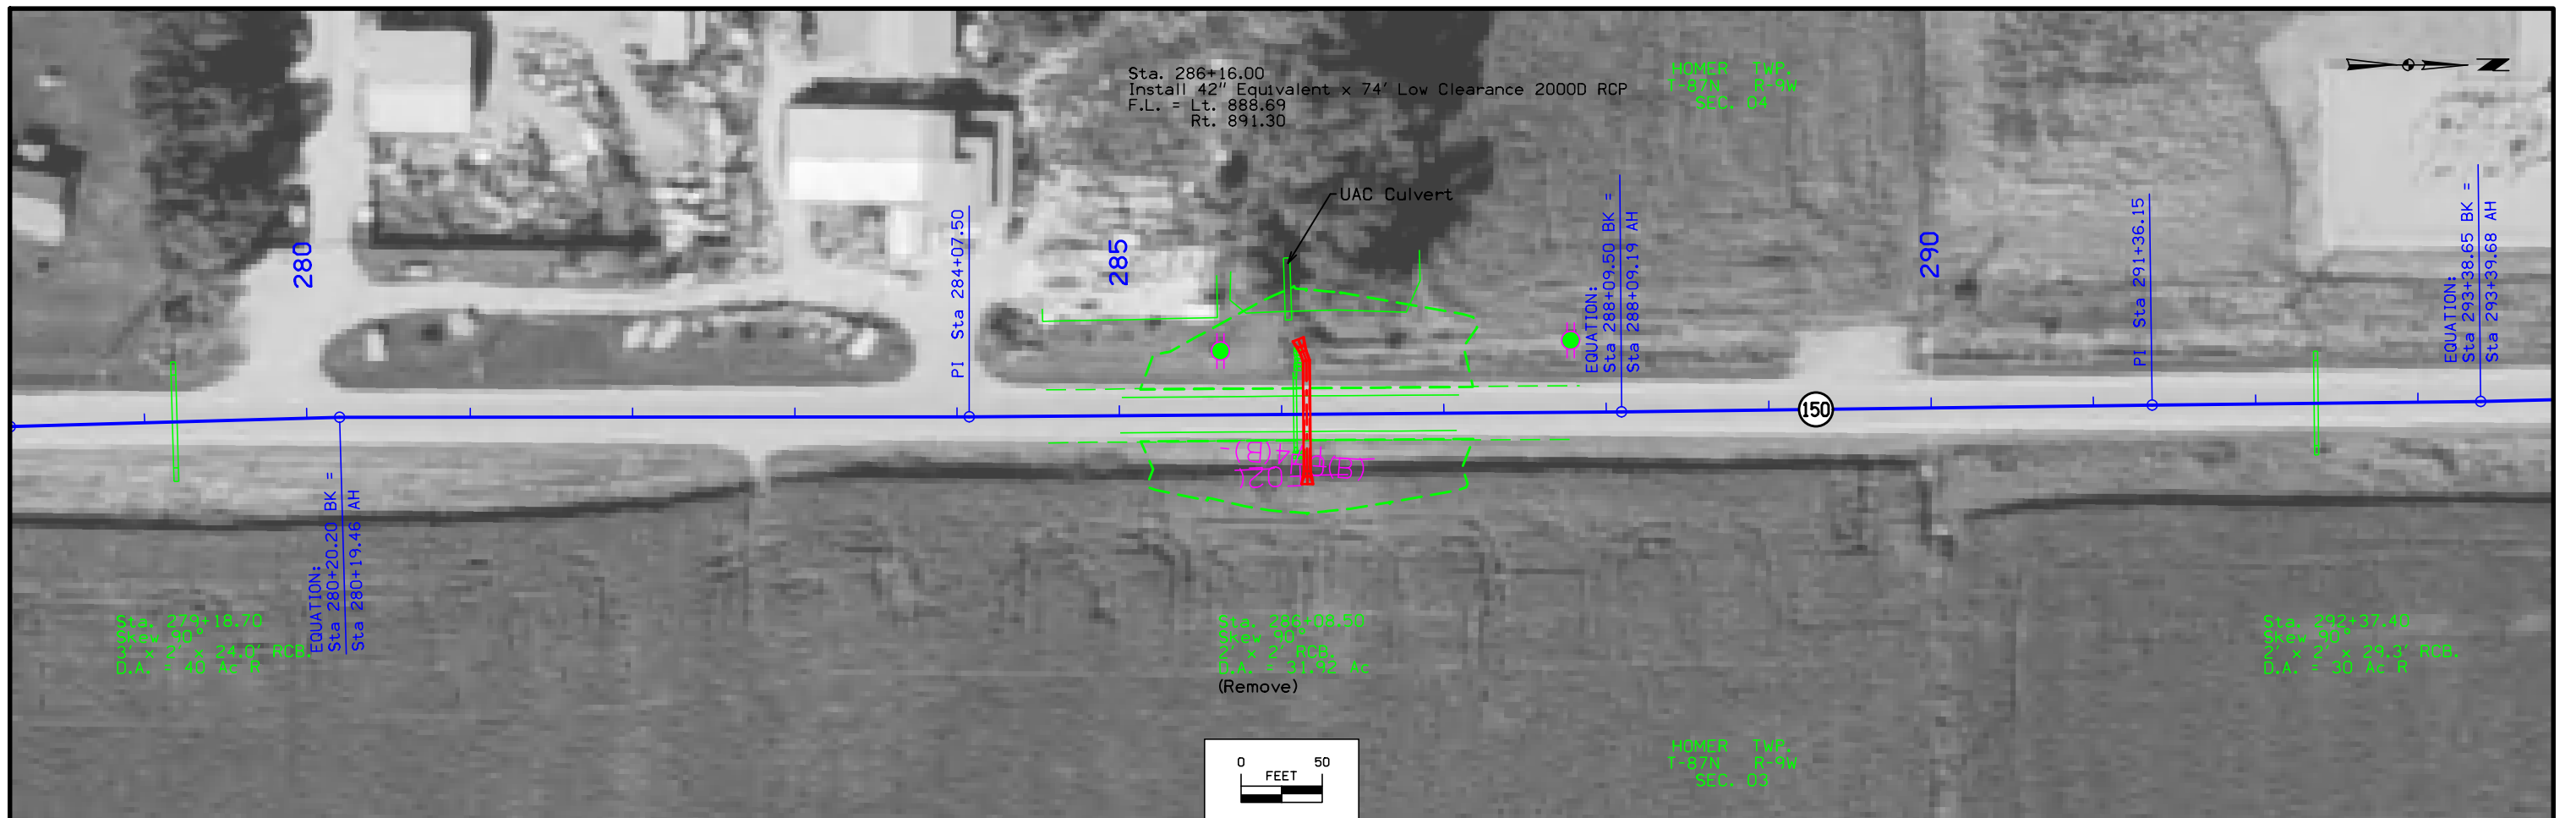 Sta. 286+16.00
Install 42" Equivalent x 74' Low Clearance 2000D RCP
F.L. = Lt. 888.69
Rt. 891.30
HOMER TWP.
T-87N R-9W
SEC. 04
UAC Culvert
280
PI Sta 284+07.50
285
EQUATION:
Sta 288+09.50 BK =
Sta 288+09.19 AH
290
PI Sta 291+36.15
EQUATION:
Sta 293+38.65 BK =
Sta 293+39.68 AH
150
EQUATION:
Sta 280+20.20 BK =
Sta 280+19.46 AH
Sta. 279+18.70
Skew 90°
3' x 2' x 24.0' RCB.
D.A. = 40 Ac R
Sta. 286+08.50
Skew 90°
2' x 2' RCB.
D.A. = 31.92 Ac
(Remove)
Sta. 292+37.40
Skew 90°
2' x 2' x 29.3' RCB.
D.A. = 30 Ac R
HOMER TWP.
T-87N R-9W
SEC. 03
0 50
FEET